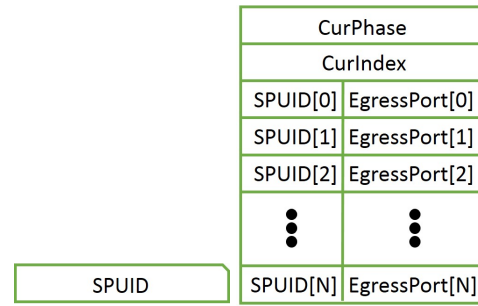 CurPhase
CurIndex
SPUID[0] EgressPort[0]
SPUID[1] EgressPort[1]
SPUID[2] EgressPort[2]
SPUID SPUID[N] EgressPort[N]